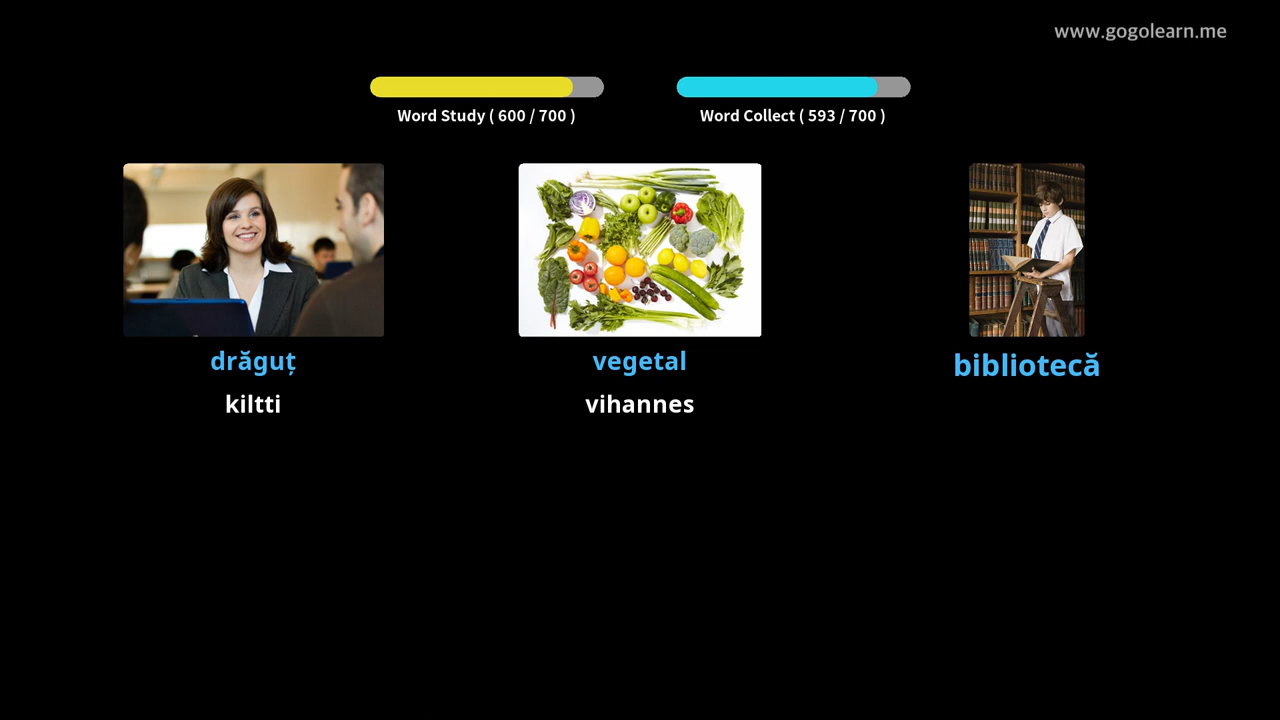 www.gogolearn.me
Word Study ( 600 / 700 )
Word Collect ( 593 / 700 )
drăguț
vegetal
bibliotecă
kiltti
vihannes